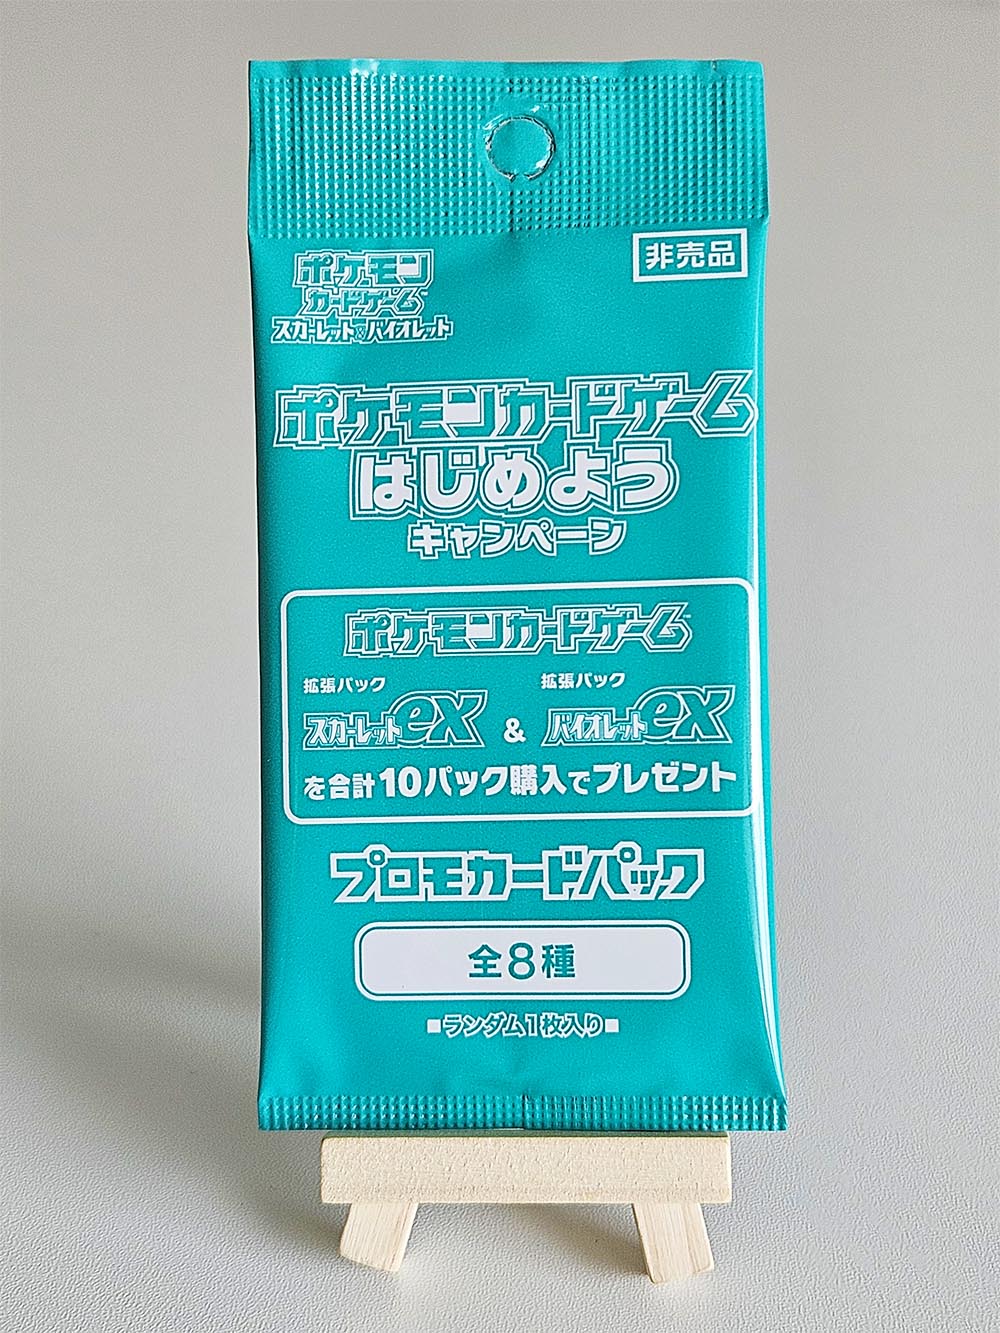 非売品
ポケモン
カードゲーム™
スカーレット&バイオレット
ポケモンカードゲーム
はじめよう
キャンペーン
ポケモンカードゲーム™
拡張パック 拡張パック
スカーレットex & バイオレットex
を合計10パック購入でプレゼント
プロモカードパック
全8種
■ランダム1枚入り■